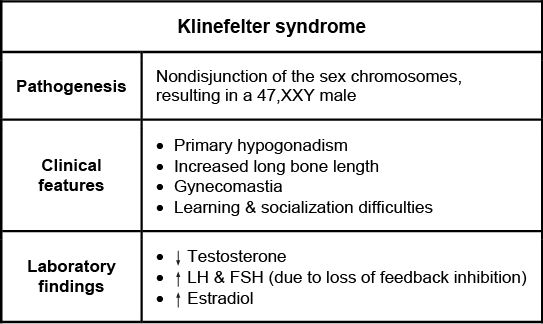 Klinefelter syndrome
Pathogenesis
Nondisjunction of the sex chromosomes,
resulting in a 47,XXY male
Clinical
features
• Primary hypogonadism
• Increased long bone length
• Gynecomastia
• Learning & socialization difficulties
Laboratory
findings
• ↓ Testosterone
• ↑ LH & FSH (due to loss of feedback inhibition)
• ↑ Estradiol